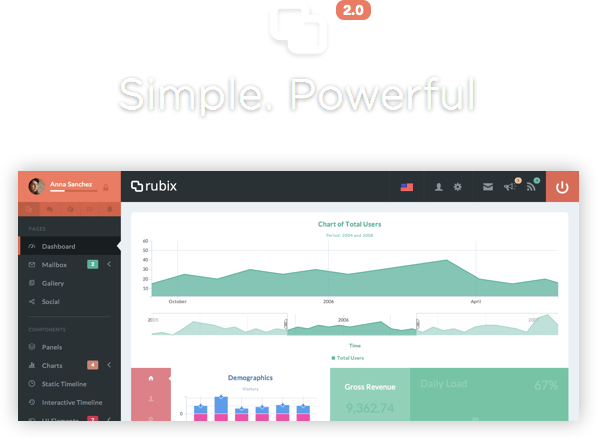 2.0
Simple. Powerful
Anna Sanchez
rubix
PAGES
Dashboard
Mailbox 2
Gallery
Social
COMPONENTS
Panels
Charts 4
Static Timeline
Interactive Timeline
UI Elements 7
Chart of Total Users
Period: 2004 and 2008
60
50
40
30
20
10
October 2006 April
2005 2006 2007
Time
Total Users
Demographics
Visitors
0
Gross Revenue
9,362.74
Daily Load 67%